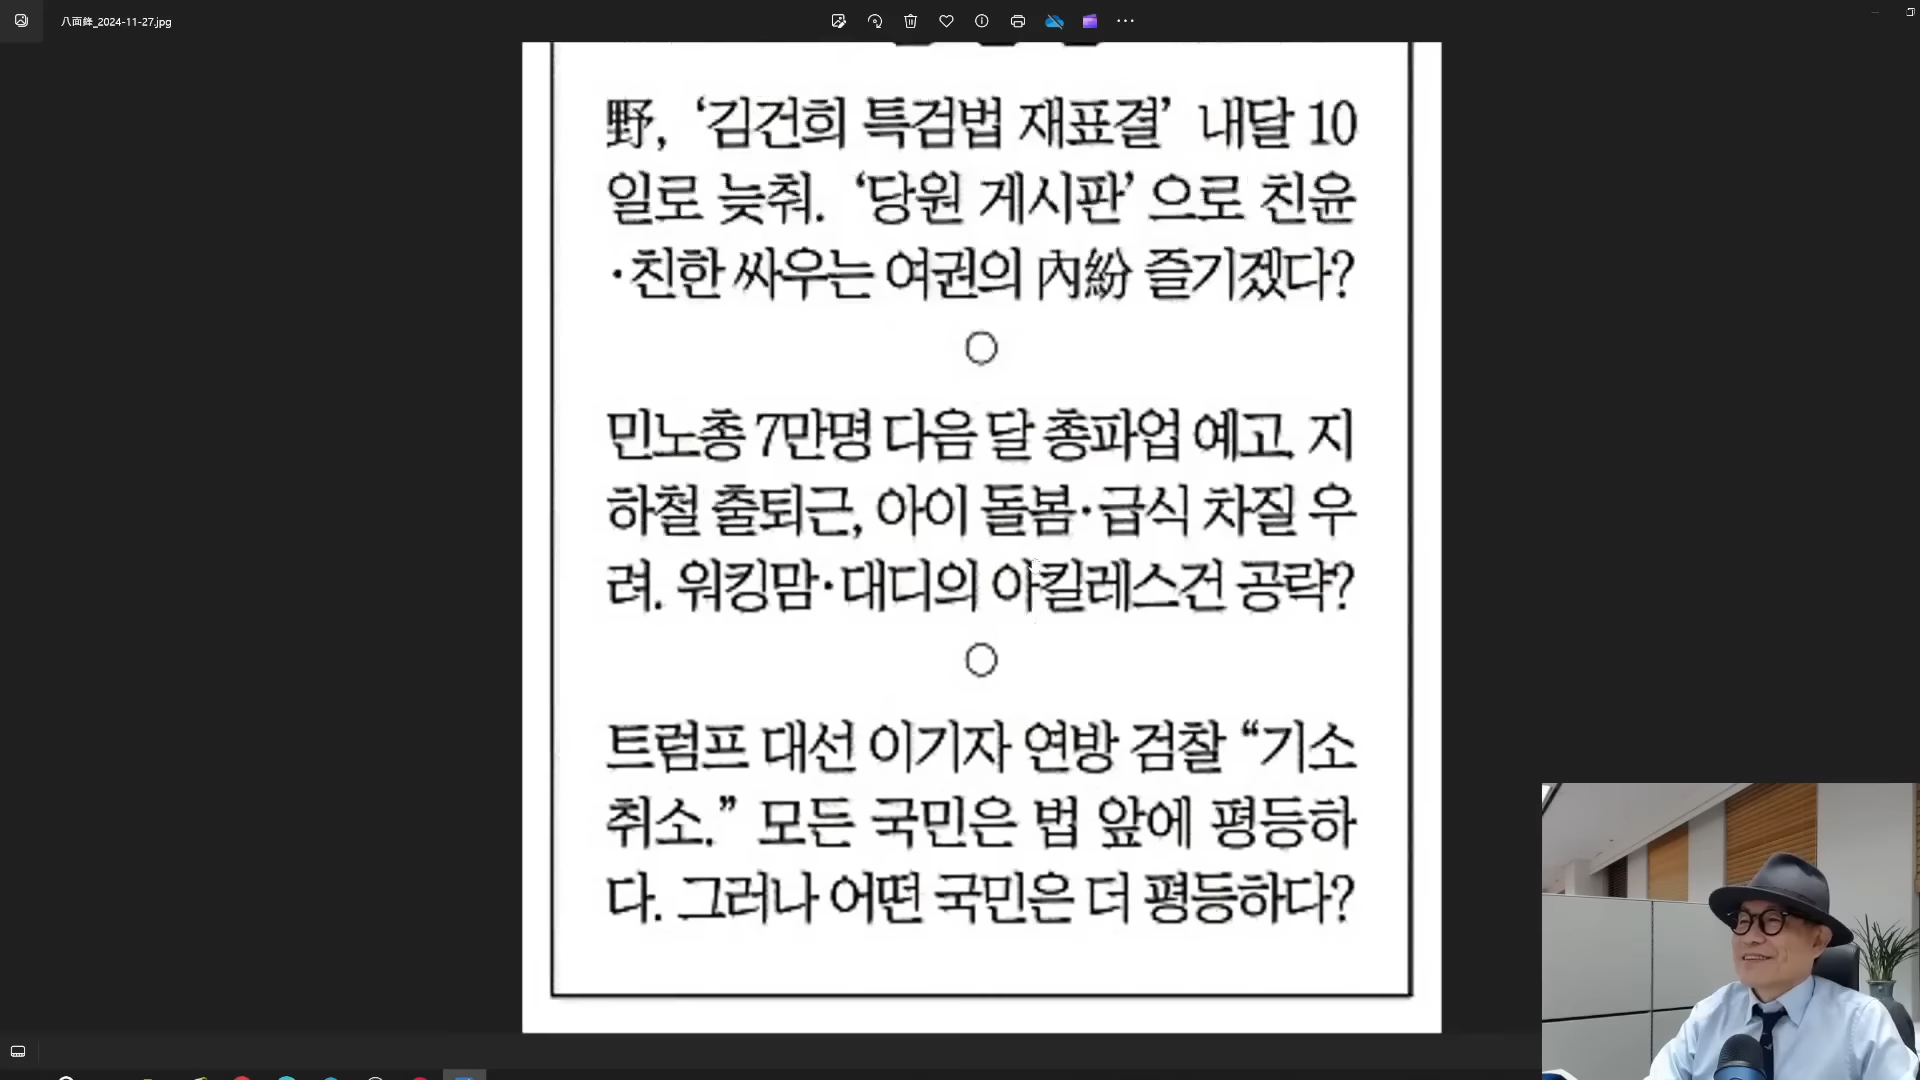 八面鋒_2024-11-27.jpg
野, ‘김건희 특검법 재표결’ 내달 10
일로 늦춰. ‘당원 게시판’으로 친윤
·친한 싸우는 여권의 內紛 즐기겠다?
○
민노총 7만명 다음 달 총파업 예고. 지
하철 출퇴근, 아이 돌봄·급식 차질 우
려. 워킹맘·대디의 아킬레스건 공략?
○
트럼프 대선 이기자 연방 검찰 “기소
취소.” 모든 국민은 법 앞에 평등하
다. 그러나 어떤 국민은 더 평등하다?